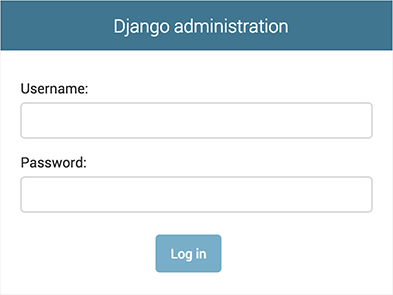 Django administration
Username:
Password:
Log in